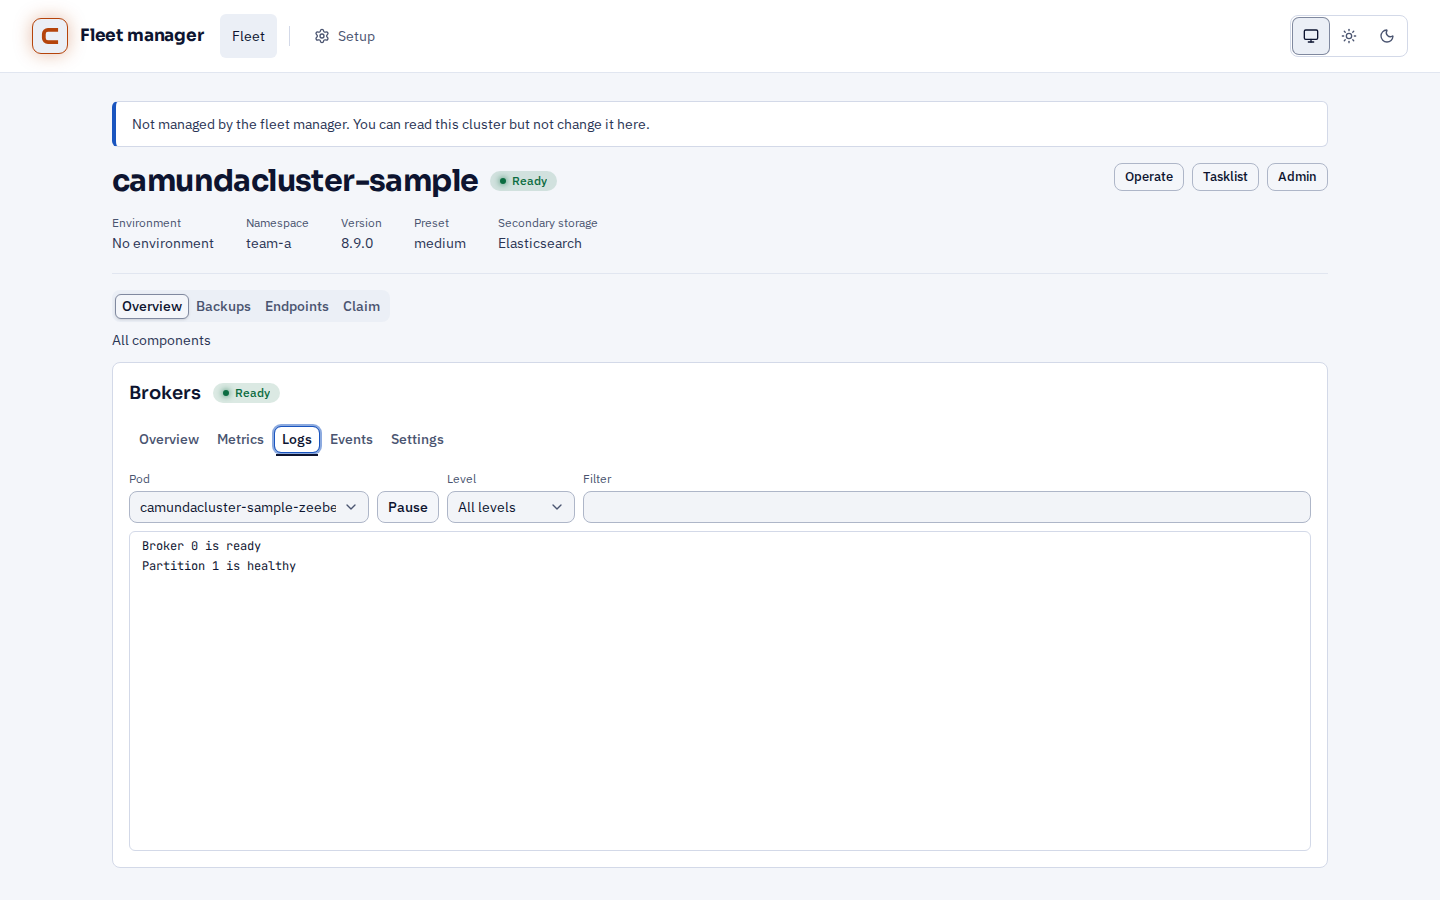 Fleet manager
Fleet
Setup
Not managed by the fleet manager. You can read this cluster but not change it here.
camundacluster-sample
Ready
Operate
Tasklist
Admin
Environment
Namespace
Version
Preset
Secondary storage
No environment
team-a
8.9.0
medium
Elasticsearch
Overview
Backups
Endpoints
Claim
All components
Brokers
Ready
Overview
Metrics
Logs
Events
Settings
Pod
Level
Filter
camundacluster-sample-zeebe
Pause
All levels
Broker 0 is ready
Partition 1 is healthy